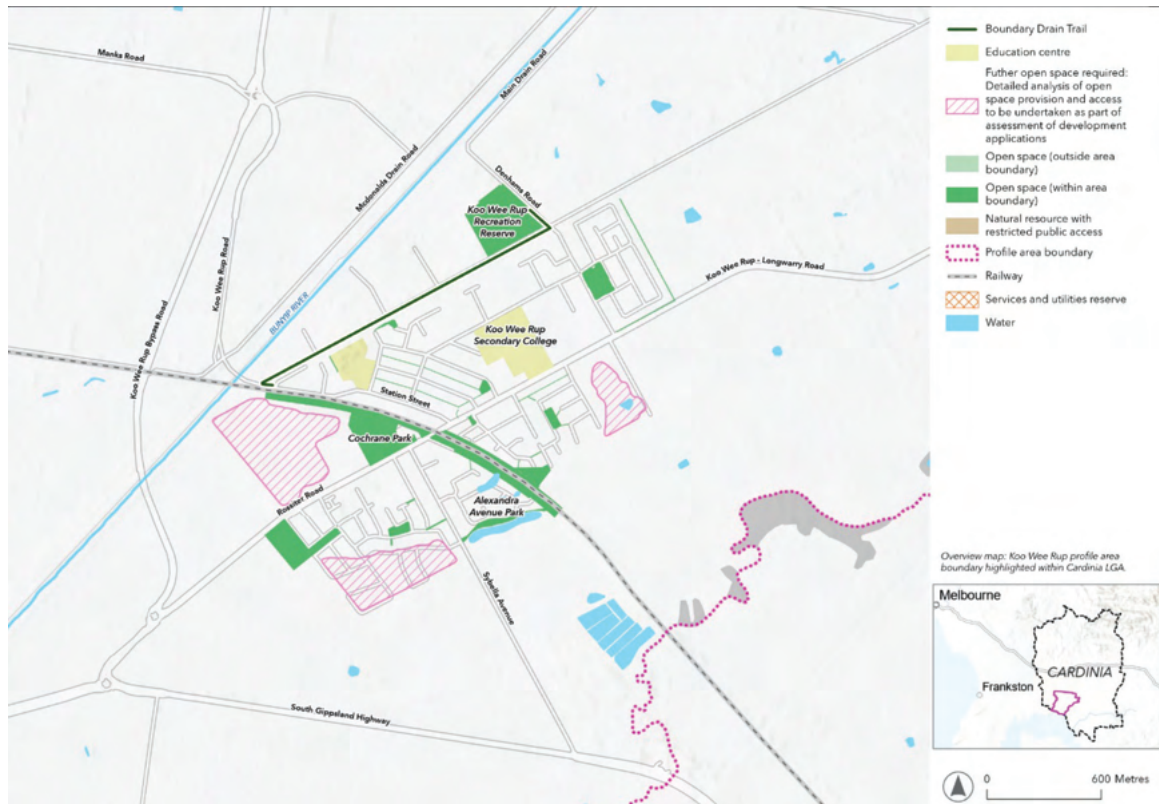 Manks Road
Main Drain Road
Mcdonalds Drain Road
Denhams Road
Koo Wee Rup
Recreation
Reserve
Koo Wee Rup - Longwarry Road
Koo Wee Rup Road
Koo Wee Rup Bypass Road
BUNYIP RIVER
Koo Wee Rup
Secondary College
Station Street
Cochrane Park
Rossiter Road
Alexandra
Avenue Park
Sybella Avenue
South Gippsland Highway
Boundary Drain Trail
Education centre
Futher open space required:
Detailed analysis of open
space provision and access
to be undertaken as part of
assessment of development
applications
Open space (outside area
boundary)
Open space (within area
boundary)
Natural resource with
restricted public access
Profile area boundary
Railway
Services and utilities reserve
Water
Overview map: Koo Wee Rup profile area
boundary highlighted within Cardinia LGA.
Melbourne
CARDINIA
Frankston
0 600 Metres